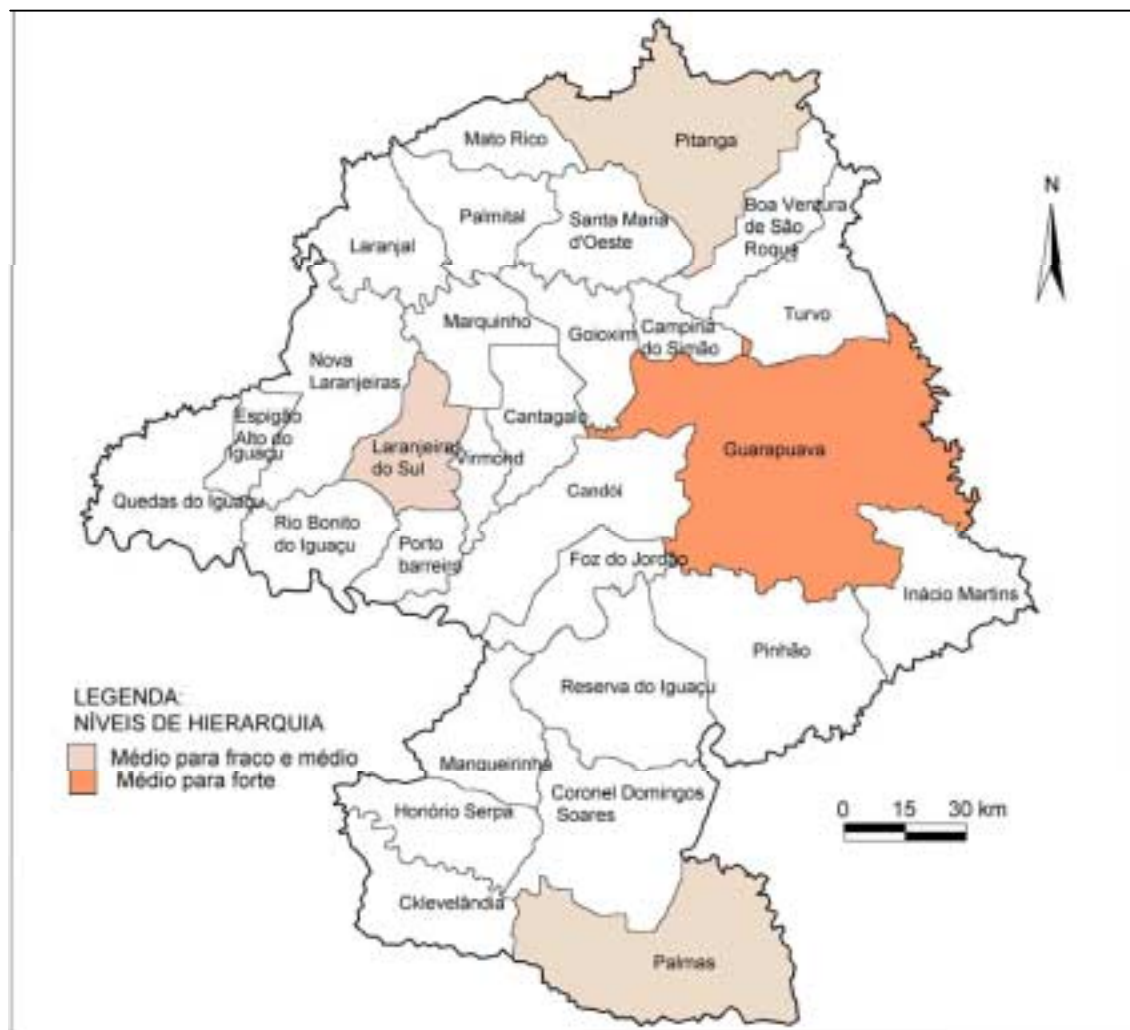 Mato Rico
Pitanga
N
Palmital
Santa Maria
d'Oeste
Boa Ventura
de São
Roque
Laranjal
Turvo
Marquinho
Goioxim
Campina
do Simão
Nova
Laranjeiras
Espigão
Alto do
Iguaçu
Cantagalo
Laranjeiras
do Sul
Virmond
Guarapuava
Quedas do Iguaçu
Candói
Rio Bonito
do Iguaçu
Porto
barreiro
Foz do Jordão
Inácio Martins
Pinhão
Reserva do Iguaçu
LEGENDA:
NÍVEIS DE HIERARQUIA
Médio para fraco e médio
Médio para forte
Mangueirinha
Coronel Domingos
Soares
0 15 30 km
Honório Serpa
Cklevelândia
Palmas